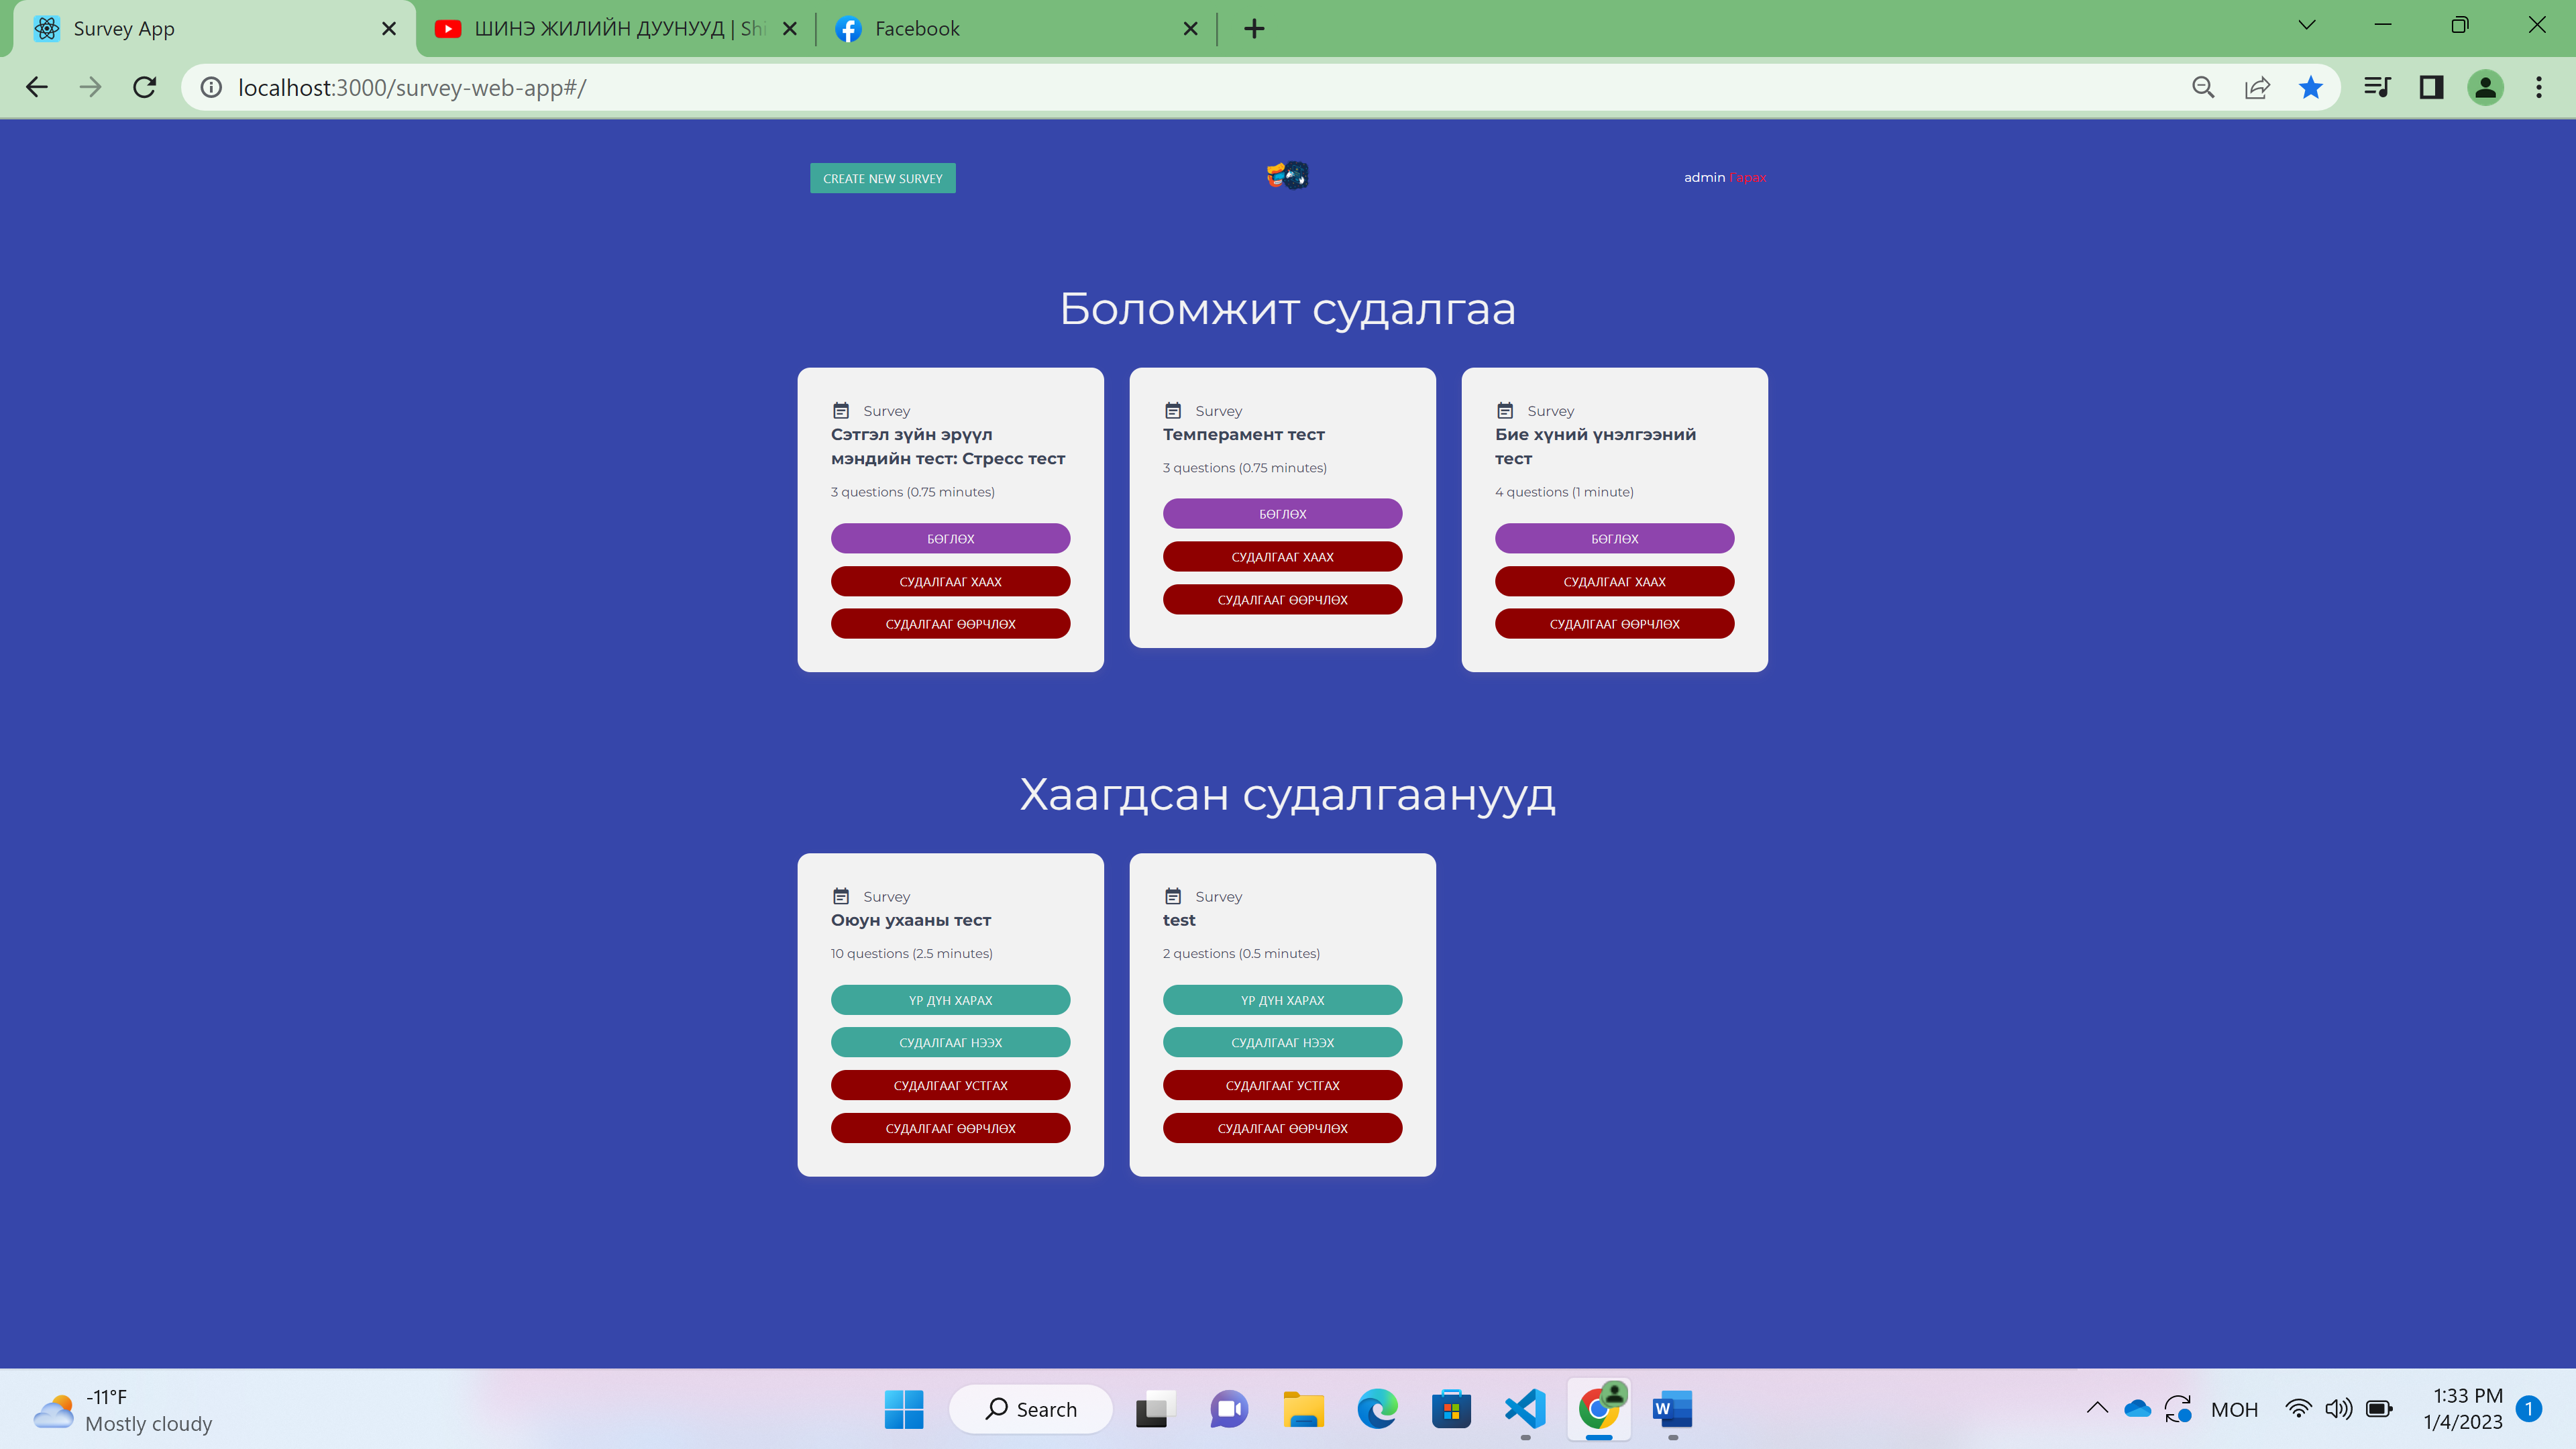 Survey App
ШИНЭ ЖИЛИЙН ДУУНУУД | Shi
Facebook
localhost:3000/survey-web-app#/
CREATE NEW SURVEY
admin Гарах
Боломжит судалгаа
Survey
Сэтгэл зүйн эрүүл
мэндийн тест: Стресс тест
3 questions (0.75 minutes)
БӨГЛӨХ
СУДАЛГААГ ХААХ
СУДАЛГААГ ӨӨРЧЛӨХ
Survey
Темперамент тест
3 questions (0.75 minutes)
БӨГЛӨХ
СУДАЛГААГ ХААХ
СУДАЛГААГ ӨӨРЧЛӨХ
Survey
Бие хүний үнэлгээний
тест
4 questions (1 minute)
БӨГЛӨХ
СУДАЛГААГ ХААХ
СУДАЛГААГ ӨӨРЧЛӨХ
Хаагдсан судалгаанууд
Survey
Оюун ухааны тест
10 questions (2.5 minutes)
ҮР ДҮН ХАРАХ
СУДАЛГААГ НЭЭХ
СУДАЛГААГ УСТГАХ
СУДАЛГААГ ӨӨРЧЛӨХ
Survey
test
2 questions (0.5 minutes)
ҮР ДҮН ХАРАХ
СУДАЛГААГ НЭЭХ
СУДАЛГААГ УСТГАХ
СУДАЛГААГ ӨӨРЧЛӨХ
-11°F
Mostly cloudy
Search
W
МОН
1:33 PM
1/4/2023
1